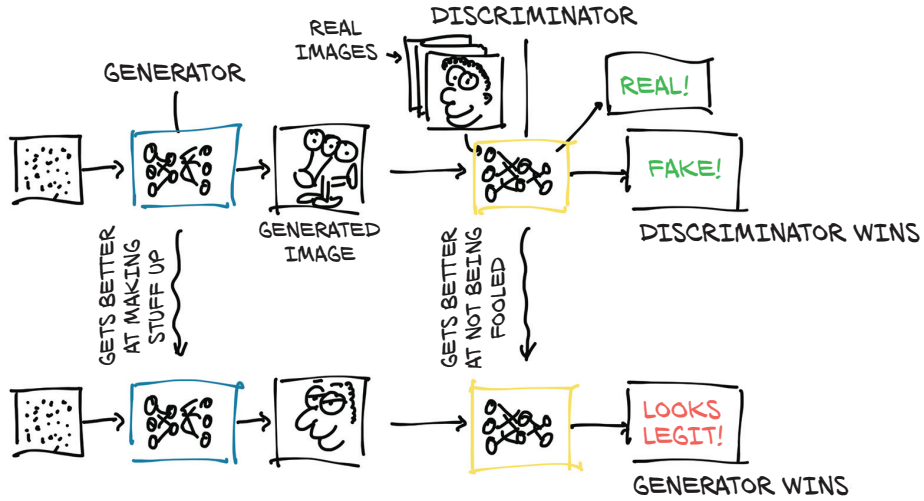 DISCRIMINATOR
REAL
IMAGES
GENERATOR
REAL!
FAKE!
GENERATED
IMAGE
DISCRIMINATOR WINS
GETS BETTER
AT MAKING
STUFF UP
GETS BETTER
AT NOT BEING
FOOLED
LOOKS
LEGIT!
GENERATOR WINS